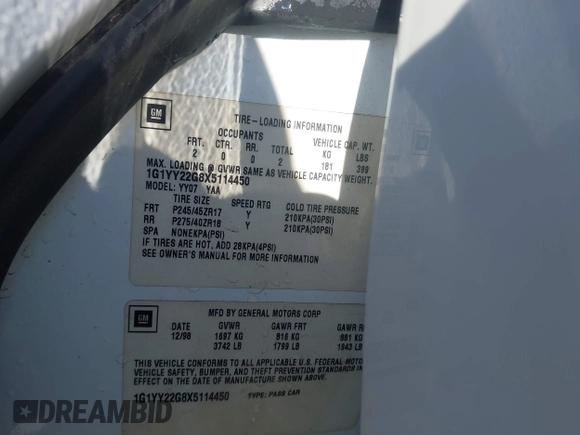 GM
TIRE-LOADING INFORMATION
OCCUPANTS VEHICLE CAP. WT.
FRT. CTR. RR. TOTAL KG LBS
2 0 0 2 181 399
MAX. LOADING @ GVWR SAME AS VEHICLE CAPACITY WEIGHT.
1G1YY22G8X5114450
MODEL: YY07 YAA
TIRE SIZE SPEED RTG COLD TIRE PRESSURE
FRT P245/45ZR17 Y 210KPA(30PSI)
RR P275/40ZR18 Y 210KPA(30PSI)
SPA NONEKPA(PSI)
IF TIRES ARE HOT, ADD 28KPA(4PSI)
SEE OWNER'S MANUAL FOR MORE INFORMATION
GM
MFD BY GENERAL MOTORS CORP
DATE GVWR GAWR FRT GAWR
12/98 1697 KG 816 KG 881 KG
3742 LB 1799 LB 1943 LB
THIS VEHICLE CONFORMS TO ALL APPLICABLE U.S. FEDERAL MOTOR
VEHICLE SAFETY, BUMPER, AND THEFT PREVENTION STANDARDS IN
EFFECT ON THE DATE OF MANUFACTURE SHOWN ABOVE.
1G1YY22G8X5114450 TYPE: PASS CAR
DREAMBID